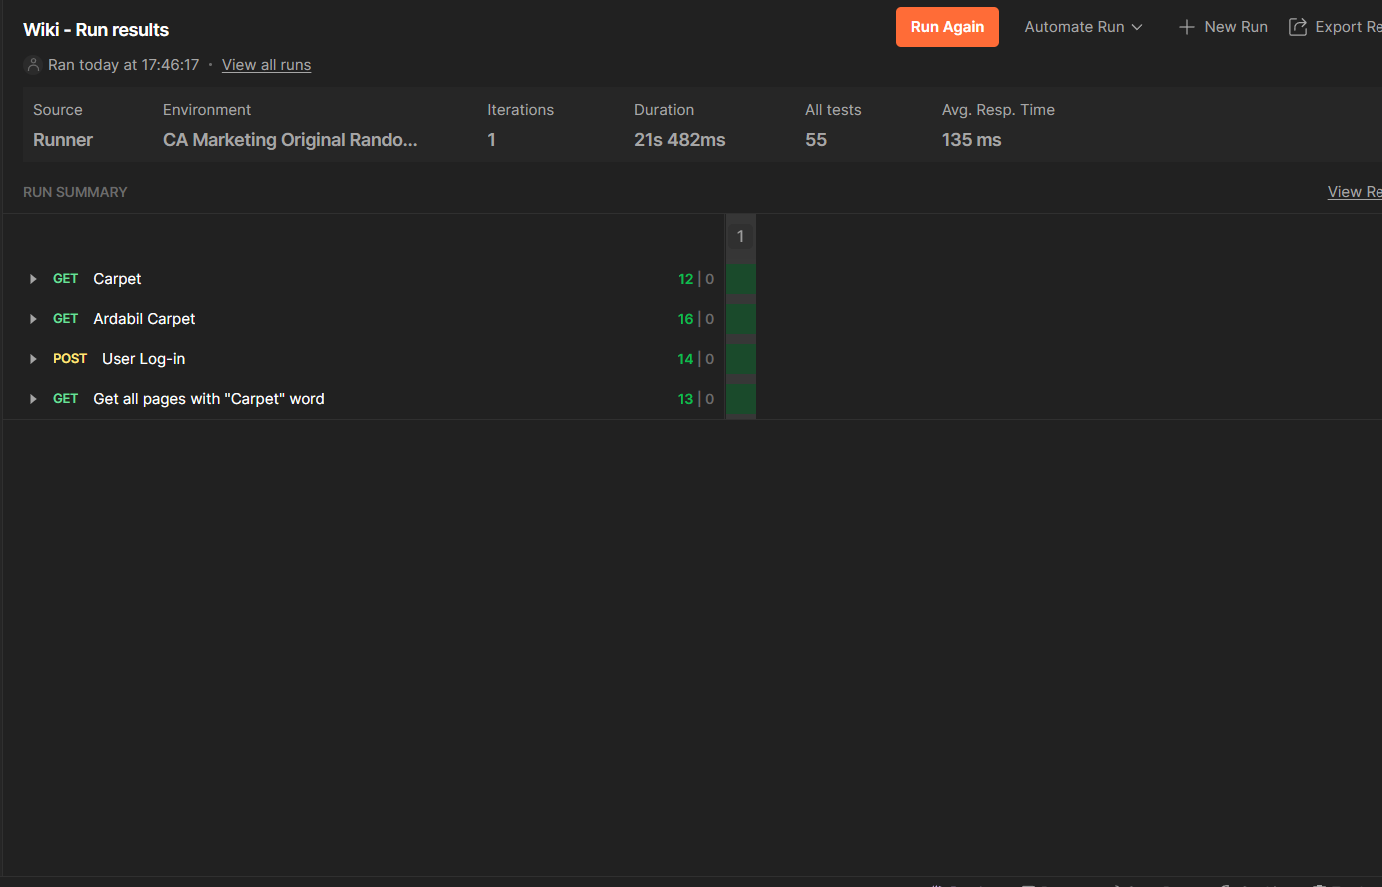 Wiki - Run results
Run Again
Automate Run
New Run
Export Re
Ran today at 17:46:17 · View all runs
Source Environment Iterations Duration All tests Avg. Resp. Time
Runner CA Marketing Original Rando... 1 21s 482ms 55 135 ms
RUN SUMMARY
View Re
1
GET Carpet 12 | 0
GET Ardabil Carpet 16 | 0
POST User Log-in 14 | 0
GET Get all pages with "Carpet" word 13 | 0